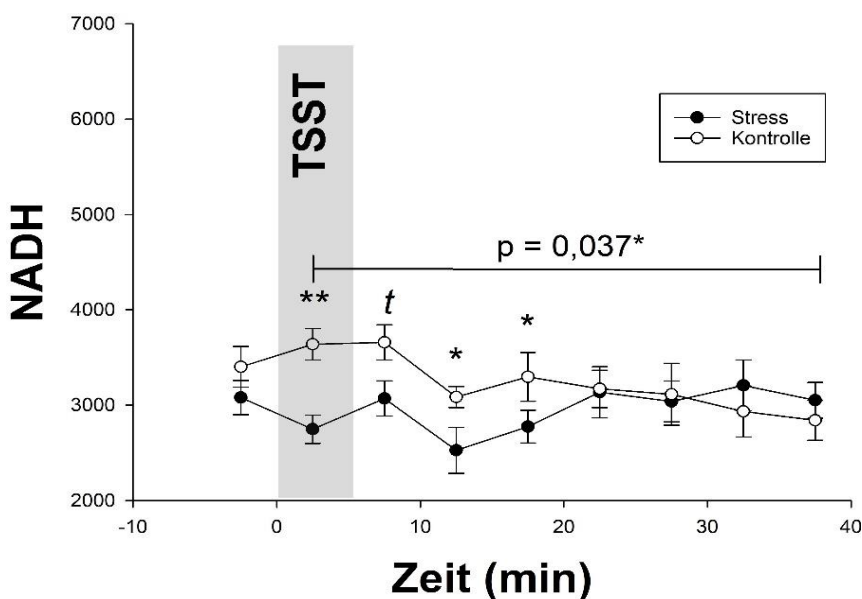 7000
6000
5000
4000
3000
2000
NADH
TSST
Stress
Kontrolle
p = 0,037*
**
t
*
*
-10
0
10
20
30
40
Zeit (min)